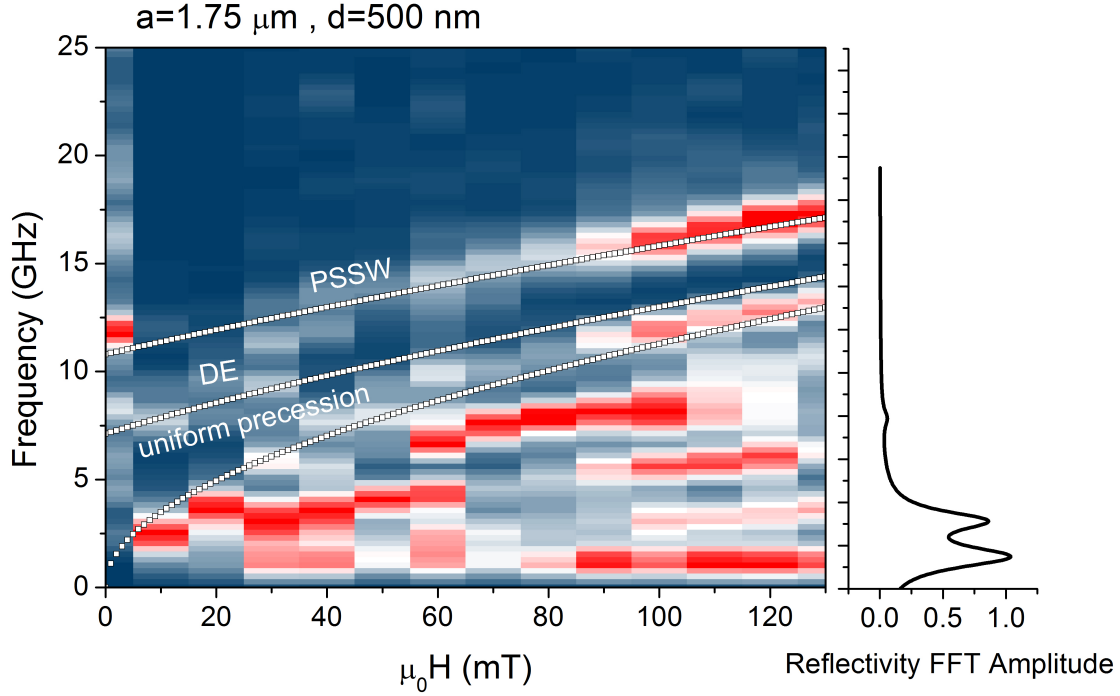 a=1.75 μm , d=500 nm
25
20
15
10
5
0
Frequency (GHz)
PSSW
DE
uniform precession
0 20 40 60 80 100 120
μ0H (mT)
0.0 0.5 1.0
Reflectivity FFT Amplitude